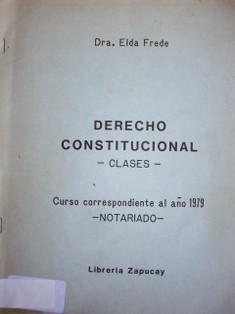 Dra. Elda Frede
DERECHO
CONSTITUCIONAL
- CLASES -
Curso correspondiente al año 1979
-NOTARIADO-
Librería Zapucay